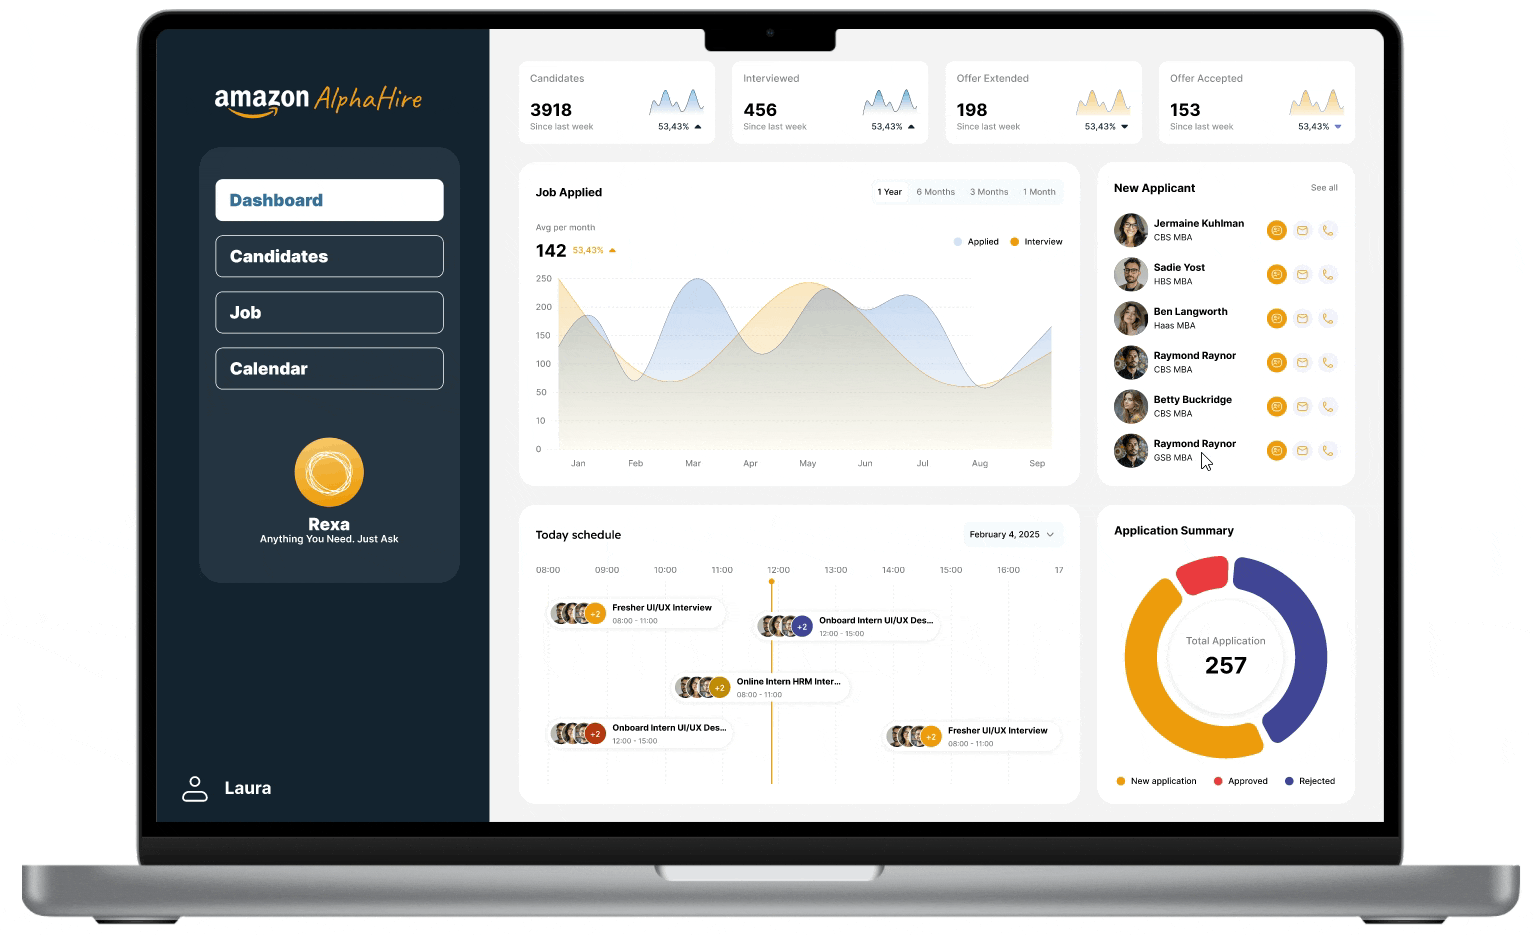 amazon AlphaHire
Dashboard
Candidates
Job
Calendar
Rexa
Anything You Need. Just Ask
Laura
Candidates
3918
Since last week
53,43%
Interviewed
456
Since last week
53,43%
Offer Extended
198
Since last week
53,43%
Offer Accepted
153
Since last week
53,43%
Job Applied
1 Year 6 Months 3 Months 1 Month
Avg per month
142 53,43%
Applied Interview
250
200
150
100
50
10
0
Jan Feb Mar Apr May Jun Jul Aug Sep
New Applicant See all
Jermaine Kuhlman
CBS MBA
Sadie Yost
HBS MBA
Ben Langworth
Haas MBA
Raymond Raynor
CBS MBA
Betty Buckridge
CBS MBA
Raymond Raynor
GSB MBA
Today schedule February 4, 2025
08:00 09:00 10:00 11:00 12:00 13:00 14:00 15:00 16:00 17
+2 Fresher UI/UX Interview
08:00 - 11:00
+2 Onboard Intern UI/UX Des...
12:00 - 15:00
+2 Online Intern HRM Inter...
08:00 - 11:00
+2 Onboard Intern UI/UX Des...
12:00 - 15:00
+2 Fresher UI/UX Interview
08:00 - 11:00
Application Summary
Total Application
257
New application Approved Rejected